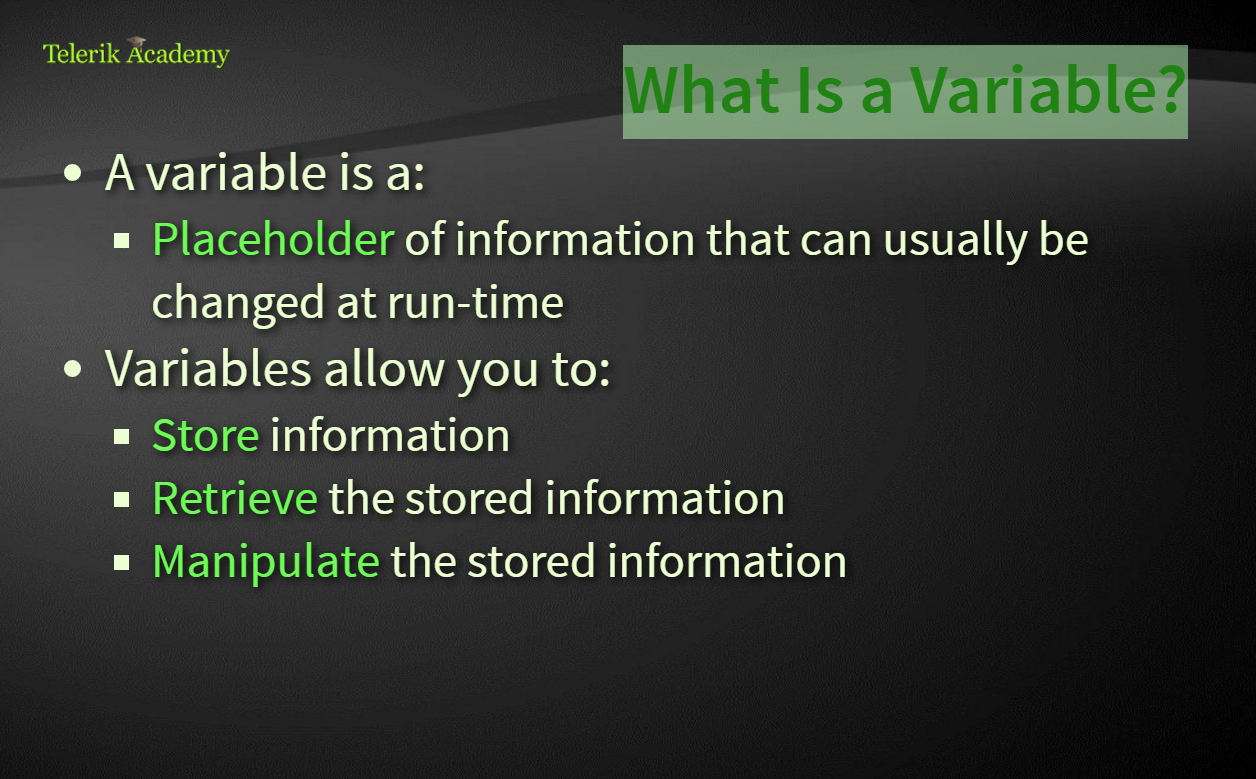 Telerik Academy
What Is a Variable?
• A variable is a:
▪ Placeholder of information that can usually be
changed at run-time
• Variables allow you to:
▪ Store information
▪ Retrieve the stored information
▪ Manipulate the stored information